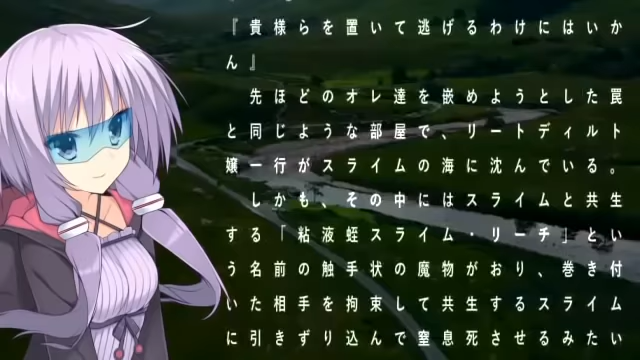 『貴様らを置いて逃げるわけにはいか
ん』
　先ほどのオレ達を嵌めようとした罠
と同じような部屋で、リートディルト
嬢一行がスライムの海に沈んでいる。
　しかも、その中にはスライムと共生
する「粘液蛭スライム・リーチ」とい
う名前の触手状の魔物がおり、巻き付
いた相手を拘束して共生するスライム
に引きずり込んで窒息死させるみたい